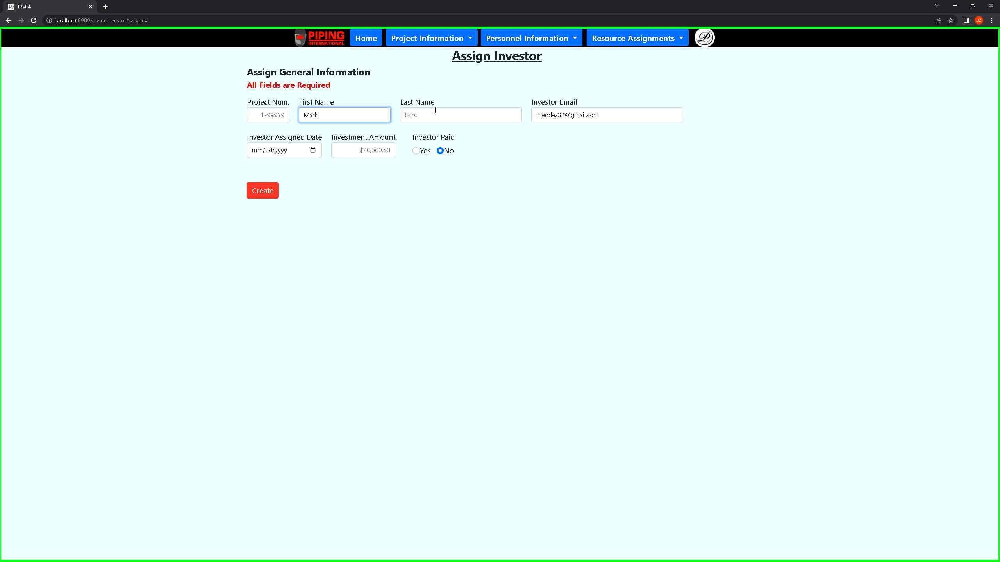 T.A.P.I.
localhost:8080/createInvestorAssigned
JZ
PIPING
INTERNATIONAL
Home
Project Information
Personnel Information
Resource Assignments
Assign Investor
Assign General Information
All Fields are Required
Project Num. First Name Last Name Investor Email
1-99999 Mark Ford mendez32@gmail.com
Investor Assigned Date Investment Amount Investor Paid
mm/dd/yyyy $20,000.50 Yes No
Create